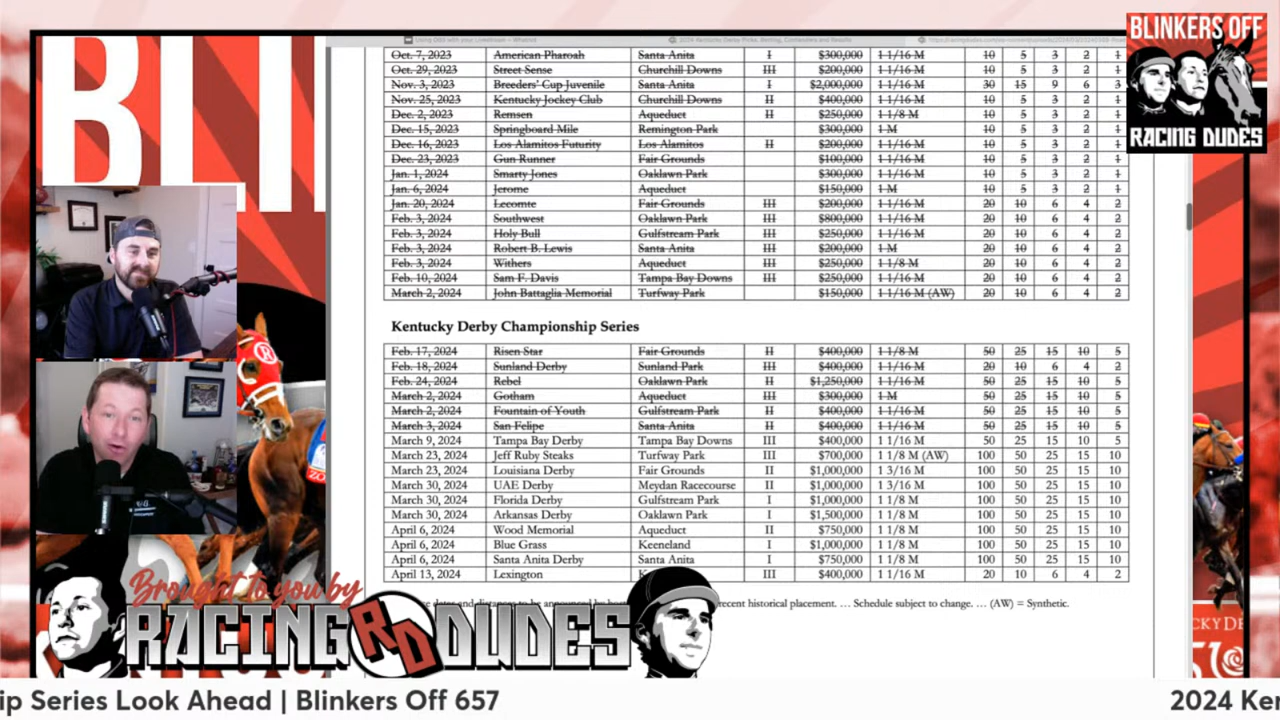 BLI
BLINKERS OFF
RACING DUDES
Oct. 7, 2023 American Pharoah Santa Anita I $300,000 1 1/16 M 10 5 3 2 1
Oct. 29, 2023 Street Sense Churchill Downs III $200,000 1 1/16 M 10 5 3 2 1
Nov. 3, 2023 Breeders' Cup Juvenile Santa Anita I $2,000,000 1 1/16 M 30 15 9 6 3
Nov. 25, 2023 Kentucky Jockey Club Churchill Downs II $400,000 1 1/16 M 10 5 3 2 1
Dec. 2, 2023 Remsen Aqueduct II $250,000 1 1/8 M 10 5 3 2 1
Dec. 15, 2023 Springboard Mile Remington Park $300,000 1 M 10 5 3 2 1
Dec. 16, 2023 Los Alamitos Futurity Los Alamitos II $200,000 1 1/16 M 10 5 3 2 1
Dec. 23, 2023 Gun Runner Fair Grounds $100,000 1 1/16 M 10 5 3 2 1
Jan. 1, 2024 Smarty Jones Oaklawn Park $300,000 1 1/16 M 10 5 3 2 1
Jan. 6, 2024 Jerome Aqueduct $150,000 1 M 10 5 3 2 1
Jan. 20, 2024 Lecomte Fair Grounds III $200,000 1 1/16 M 20 10 6 4 2
Feb. 3, 2024 Southwest Oaklawn Park III $800,000 1 1/16 M 20 10 6 4 2
Feb. 3, 2024 Holy Bull Gulfstream Park III $250,000 1 1/16 M 20 10 6 4 2
Feb. 3, 2024 Robert B. Lewis Santa Anita III $200,000 1 M 20 10 6 4 2
Feb. 3, 2024 Withers Aqueduct III $250,000 1 1/8 M 20 10 6 4 2
Feb. 10, 2024 Sam F. Davis Tampa Bay Downs III $250,000 1 1/16 M 20 10 6 4 2
March 2, 2024 John Battaglia Memorial Turfway Park $150,000 1 1/16 M (AW) 20 10 6 4 2
Kentucky Derby Championship Series
Feb. 17, 2024 Risen Star Fair Grounds II $400,000 1 1/8 M 50 25 15 10 5
Feb. 18, 2024 Sunland Derby Sunland Park III $400,000 1 1/16 M 20 10 6 4 2
Feb. 24, 2024 Rebel Oaklawn Park II $1,250,000 1 1/16 M 50 25 15 10 5
March 2, 2024 Gotham Aqueduct III $300,000 1 M 50 25 15 10 5
March 2, 2024 Fountain of Youth Gulfstream Park II $400,000 1 1/16 M 50 25 15 10 5
March 3, 2024 San Felipe Santa Anita II $400,000 1 1/16 M 50 25 15 10 5
March 9, 2024 Tampa Bay Derby Tampa Bay Downs III $400,000 1 1/16 M 50 25 15 10 5
March 23, 2024 Jeff Ruby Steaks Turfway Park III $700,000 1 1/8 M (AW) 100 50 25 15 10
March 23, 2024 Louisiana Derby Fair Grounds II $1,000,000 1 3/16 M 100 50 25 15 10
March 30, 2024 UAE Derby Meydan Racecourse II $1,000,000 1 3/16 M 100 50 25 15 10
March 30, 2024 Florida Derby Gulfstream Park I $1,000,000 1 1/8 M 100 50 25 15 10
March 30, 2024 Arkansas Derby Oaklawn Park I $1,500,000 1 1/8 M 100 50 25 15 10
April 6, 2024 Wood Memorial Aqueduct II $750,000 1 1/8 M 100 50 25 15 10
April 6, 2024 Blue Grass Keeneland I $1,000,000 1 1/8 M 100 50 25 15 10
April 6, 2024 Santa Anita Derby Santa Anita I $750,000 1 1/8 M 100 50 25 15 10
April 13, 2024 Lexington K III $400,000 1 1/16 M 20 10 6 4 2
dates and distances to be announced by recent historical placement. … Schedule subject to change. … (AW) = Synthetic.
Brought to you by
RACING RD DUDES
CKY DE
ip Series Look Ahead | Blinkers Off 657
2024 Ken